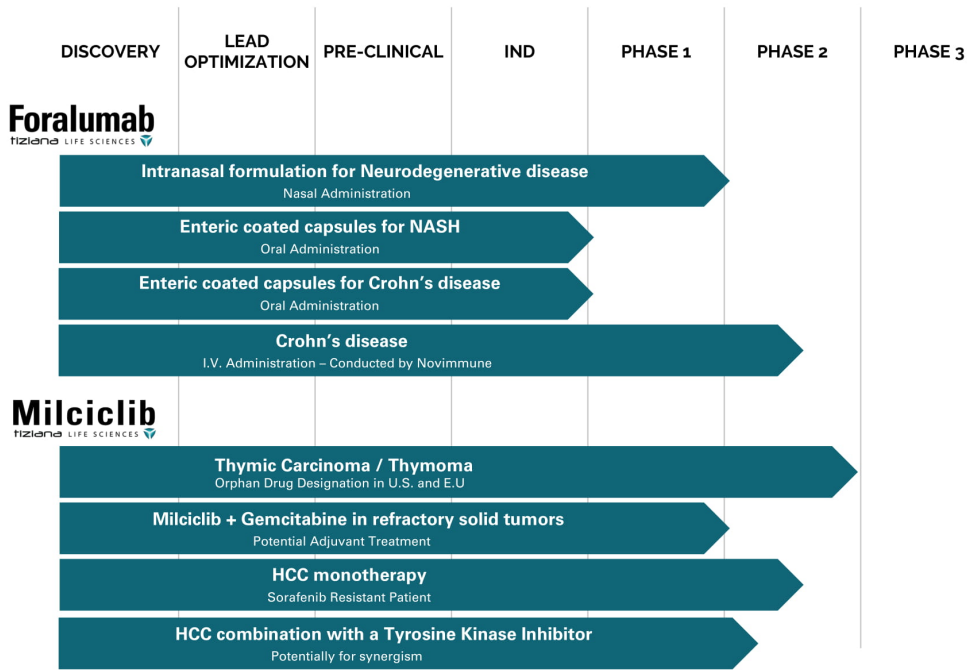 DISCOVERY
LEAD
OPTIMIZATION
PRE-CLINICAL
IND
PHASE 1
PHASE 2
PHASE 3
Foralumab
tiziana LIFE SCIENCES
Intranasal formulation for Neurodegenerative disease
Nasal Administration
Enteric coated capsules for NASH
Oral Administration
Enteric coated capsules for Crohn's disease
Oral Administration
Crohn's disease
I.V. Administration – Conducted by Novimmune
Milciclib
tiziana LIFE SCIENCES
Thymic Carcinoma / Thymoma
Orphan Drug Designation in U.S. and E.U
Milciclib + Gemcitabine in refractory solid tumors
Potential Adjuvant Treatment
HCC monotherapy
Sorafenib Resistant Patient
HCC combination with a Tyrosine Kinase Inhibitor
Potentially for synergism